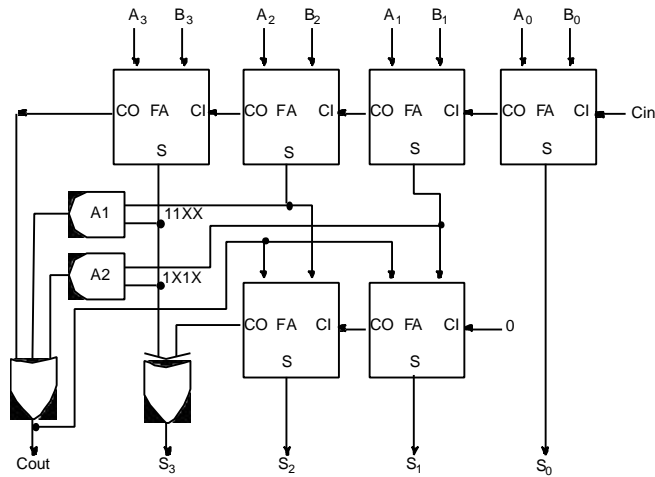 A3 B3 A2 B2 A1 B1 A0 B0
CO FA CI CO FA CI CO FA CI CO FA CI Cin
S S S S
A1 11XX
A2 1X1X
CO FA CI CO FA CI 0
S S
Cout S3 S2 S1 S0